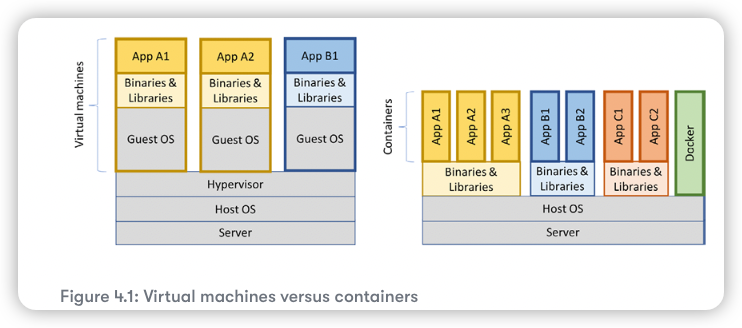 Virtual machines
App A1
App A2
App B1
Binaries &
Libraries
Binaries &
Libraries
Binaries &
Libraries
Guest OS
Guest OS
Guest OS
Hypervisor
Host OS
Server
Containers
App A1
App A2
App A3
App B1
App B2
App C1
App C2
Docker
Binaries &
Libraries
Binaries &
Libraries
Binaries &
Libraries
Host OS
Server
Figure 4.1: Virtual machines versus containers